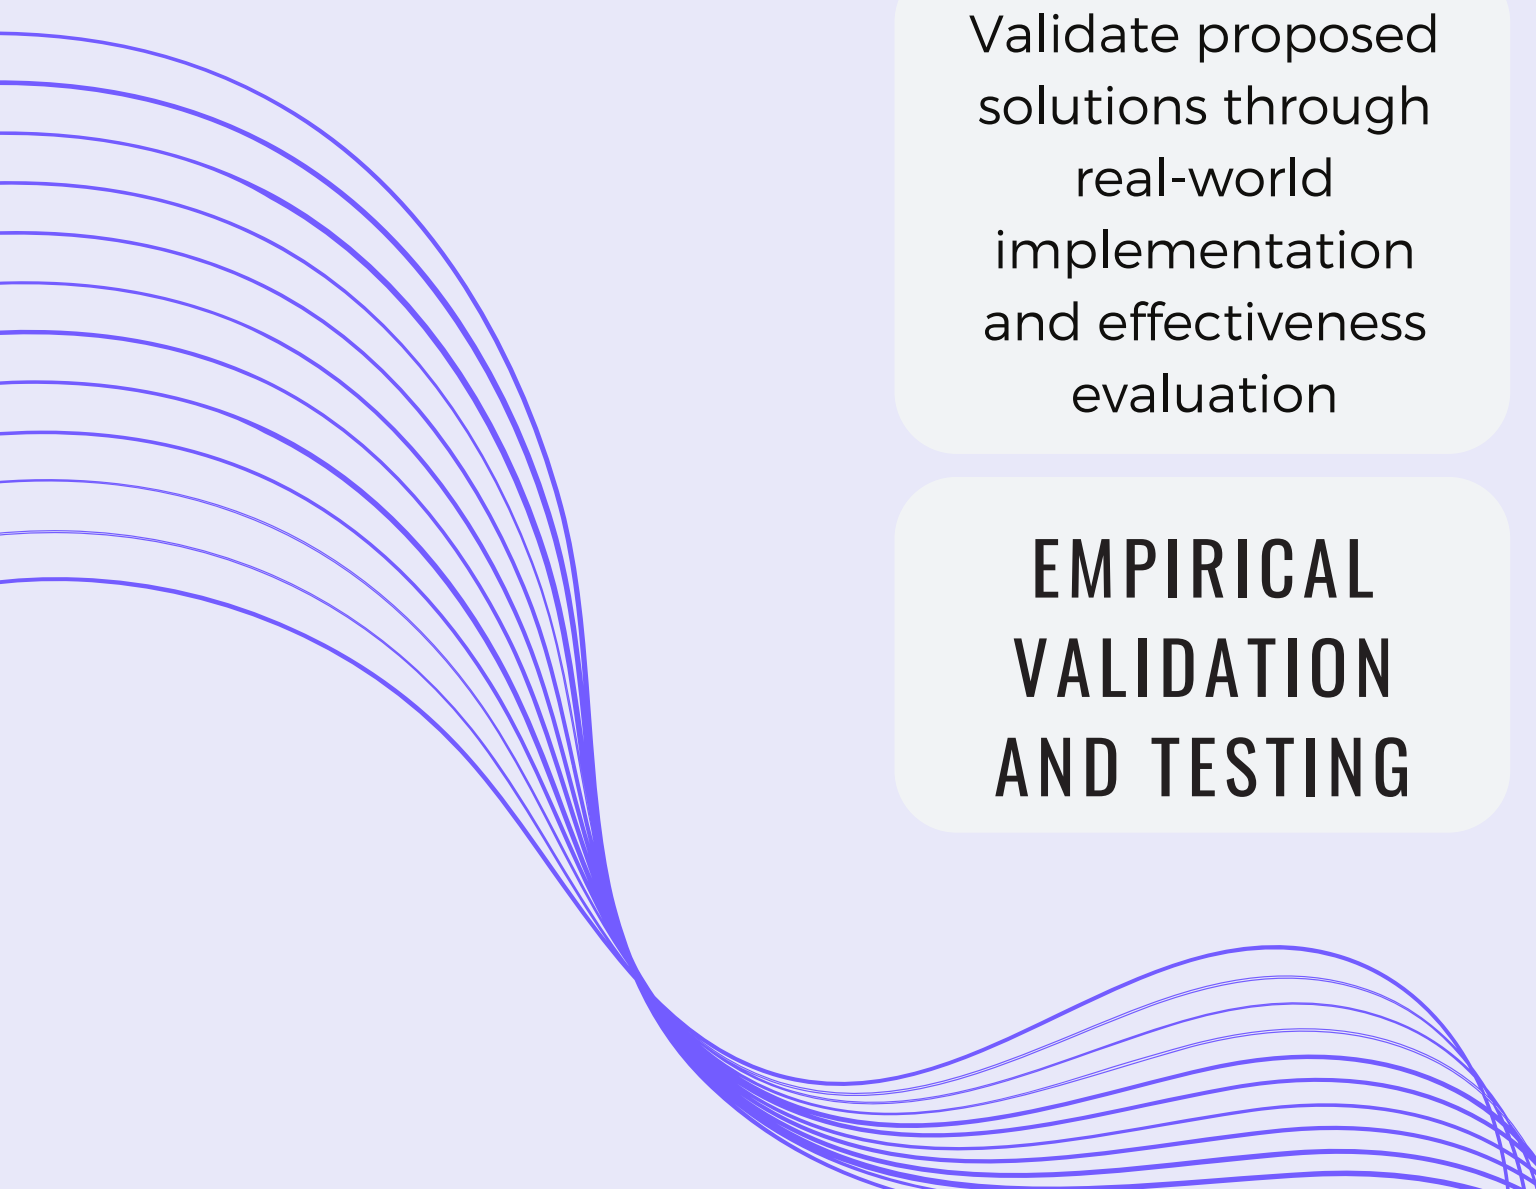 Validate proposed
solutions through
real-world
implementation
and effectiveness
evaluation
EMPIRICAL
VALIDATION
AND TESTING